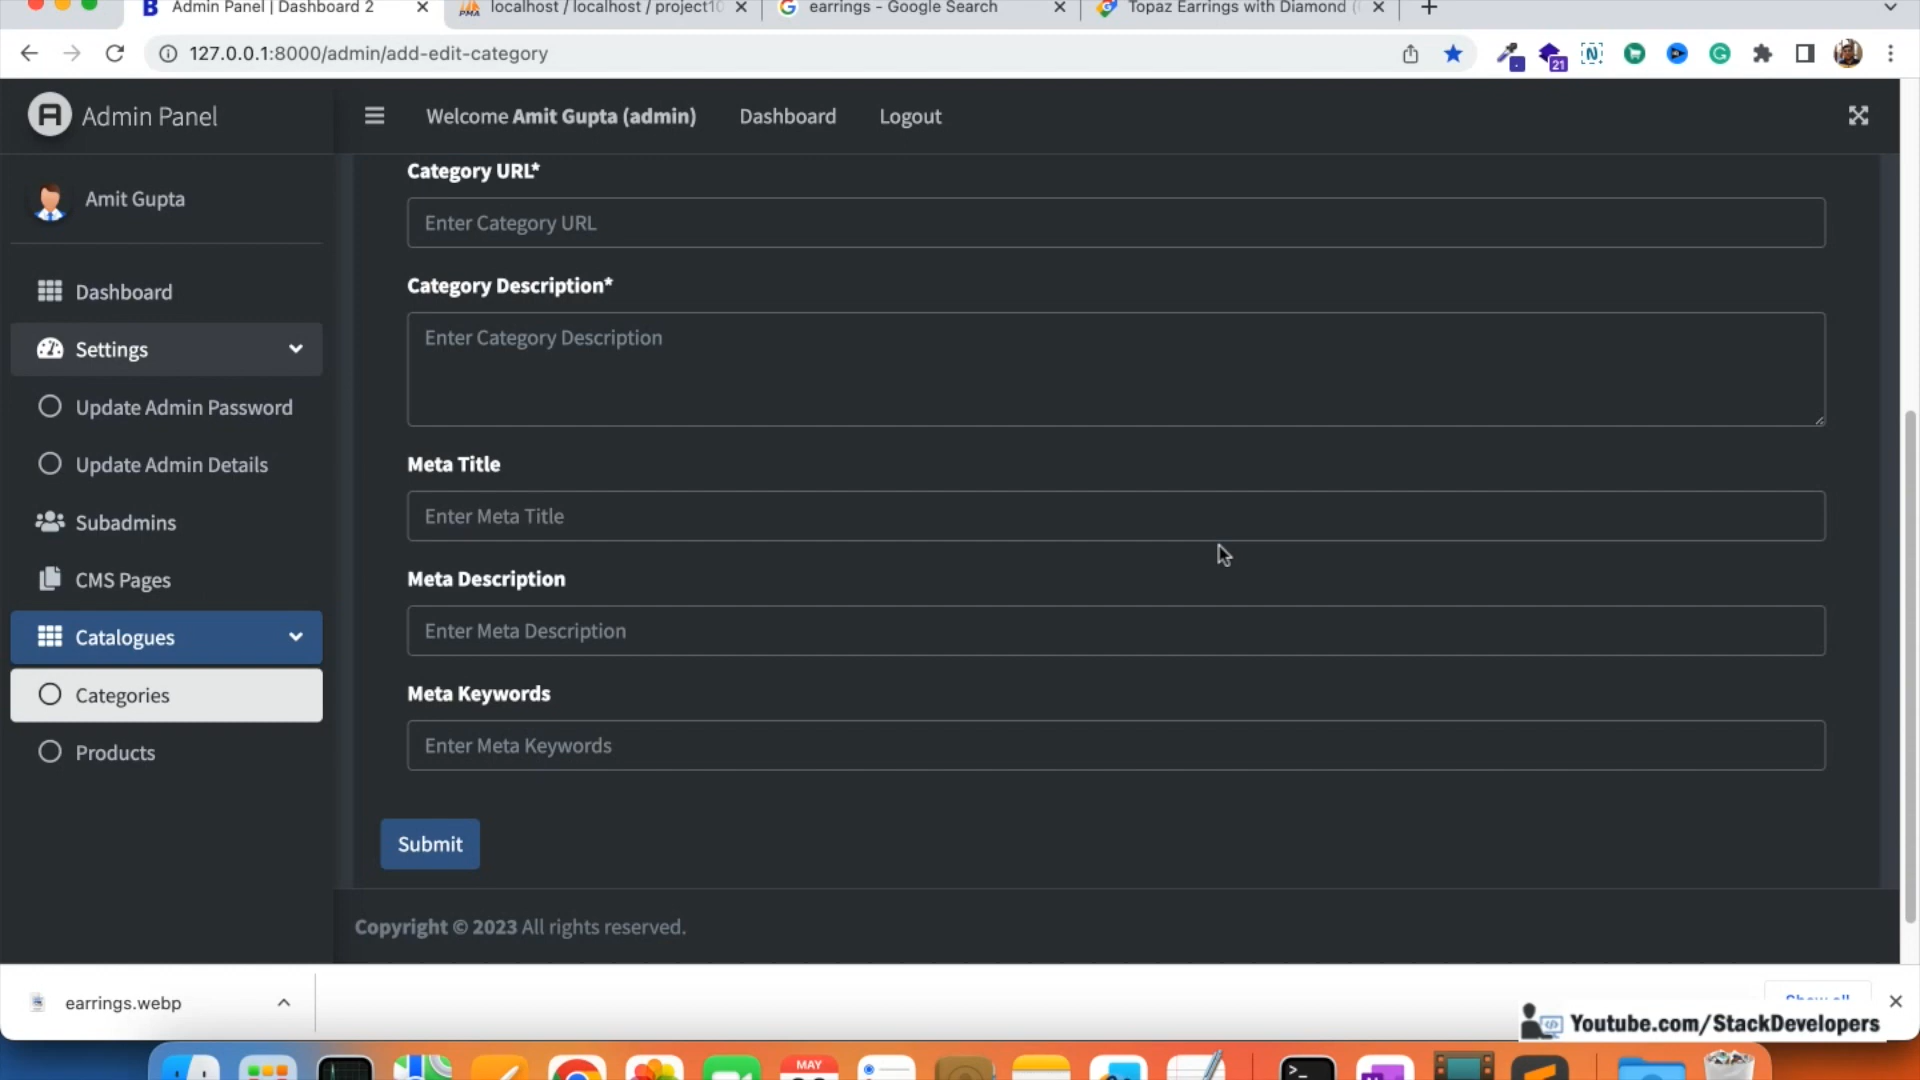 Admin Panel | Dashboard 2
localhost / localhost / project10
earrings - Google Search
Topaz Earrings with Diamond (
127.0.0.1:8000/admin/add-edit-category
21
Admin Panel
Welcome Amit Gupta (admin)
Dashboard
Logout
Amit Gupta
Dashboard
Settings
Update Admin Password
Update Admin Details
Subadmins
CMS Pages
Catalogues
Categories
Products
Category URL*
Enter Category URL
Category Description*
Enter Category Description
Meta Title
Enter Meta Title
Meta Description
Enter Meta Description
Meta Keywords
Enter Meta Keywords
Submit
Copyright © 2023 All rights reserved.
earrings.webp
Show all
Youtube.com/StackDevelopers
MAY